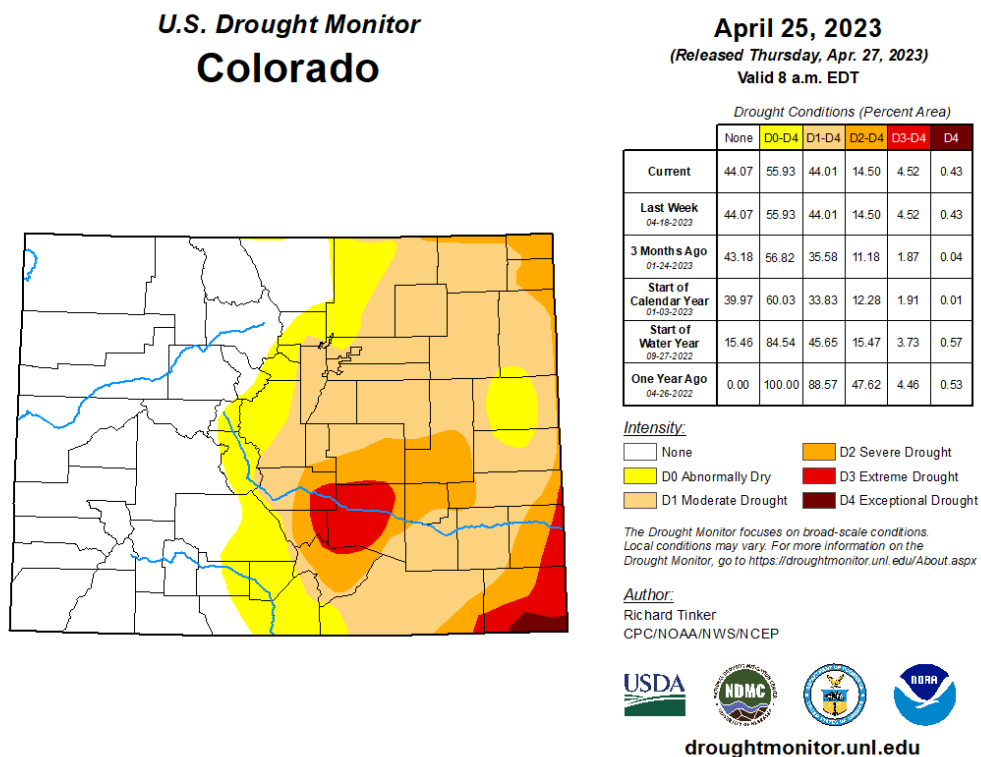 U.S. Drought Monitor
Colorado
April 25, 2023
(Released Thursday, Apr. 27, 2023)
Valid 8 a.m. EDT
Drought Conditions (Percent Area)
None D0-D4 D1-D4 D2-D4 D3-D4 D4
Current 44.07 55.93 44.01 14.50 4.52 0.43
Last Week
04-18-2023 44.07 55.93 44.01 14.50 4.52 0.43
3 Months Ago
01-24-2023 43.18 56.82 35.58 11.18 1.87 0.04
Start of
Calendar Year
01-03-2023 39.97 60.03 33.83 12.28 1.91 0.01
Start of
Water Year
09-27-2022 15.46 84.54 45.65 15.47 3.73 0.57
One Year Ago
04-26-2022 0.00 100.00 88.57 47.62 4.46 0.53
Intensity:
None
D0 Abnormally Dry
D1 Moderate Drought
D2 Severe Drought
D3 Extreme Drought
D4 Exceptional Drought
The Drought Monitor focuses on broad-scale conditions.
Local conditions may vary. For more information on the
Drought Monitor, go to https://droughtmonitor.unl.edu/About.aspx
Author:
Richard Tinker
CPC/NOAA/NWS/NCEP
USDA
NDMC
NOAA
droughtmonitor.unl.edu